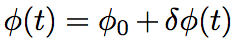 ϕ(t) = ϕ₀ + δϕ(t)